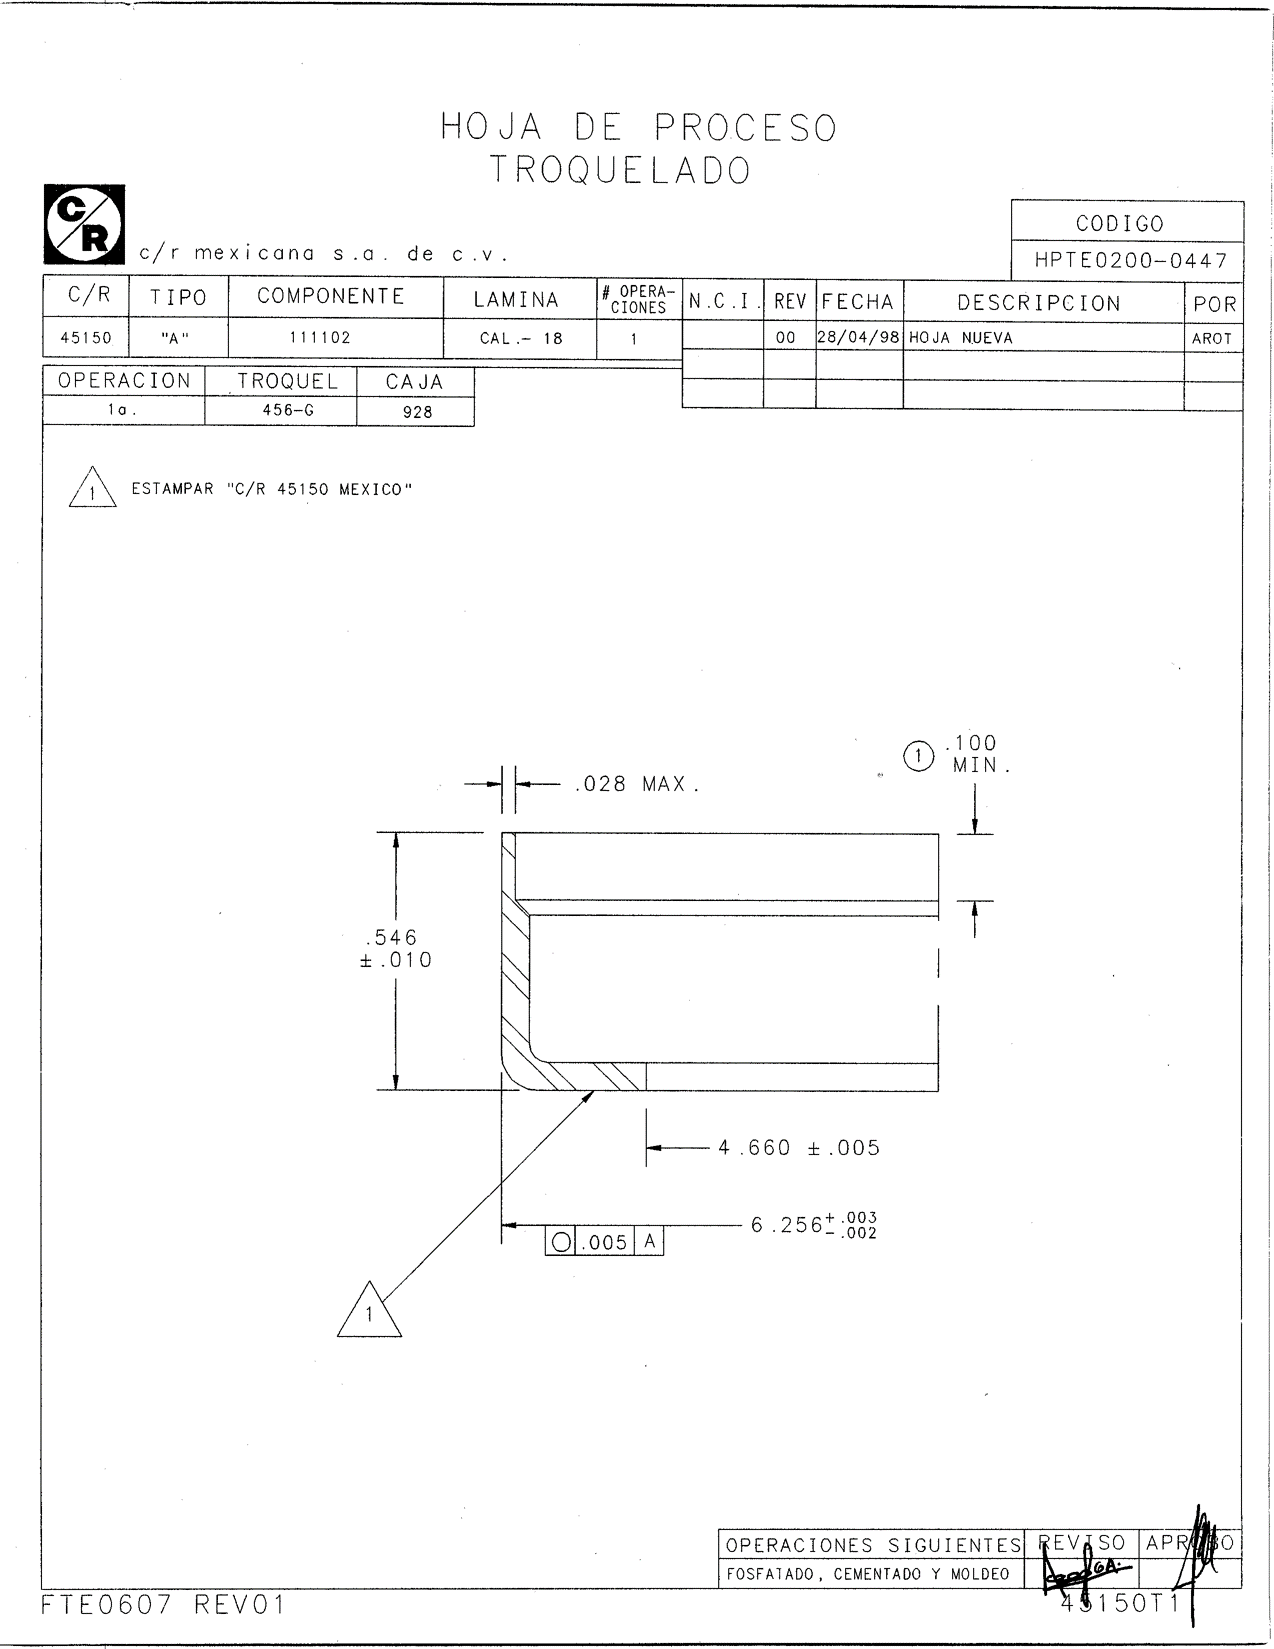 HOJA DE PROCESO
TROQUELADO
C/R
c/r mexicana s.a. de c.v.
CODIGO
HPTE0200-0447
C/R TIPO COMPONENTE LAMINA # OPERA-CIONES N.C.I. REV FECHA DESCRIPCION POR
45150 "A" 111102 CAL.- 18 1 00 28/04/98 HOJA NUEVA AROT
OPERACION TROQUEL CAJA
1a. 456-G 928
1 ESTAMPAR "C/R 45150 MEXICO"
1 .100
MIN.
.028 MAX.
.546
±.010
4.660 ±.005
6.256 +.003
-.002
.005 A
1
OPERACIONES SIGUIENTES REVISO APROBO
FOSFATADO, CEMENTADO Y MOLDEO
FTE0607 REV01
45150T1